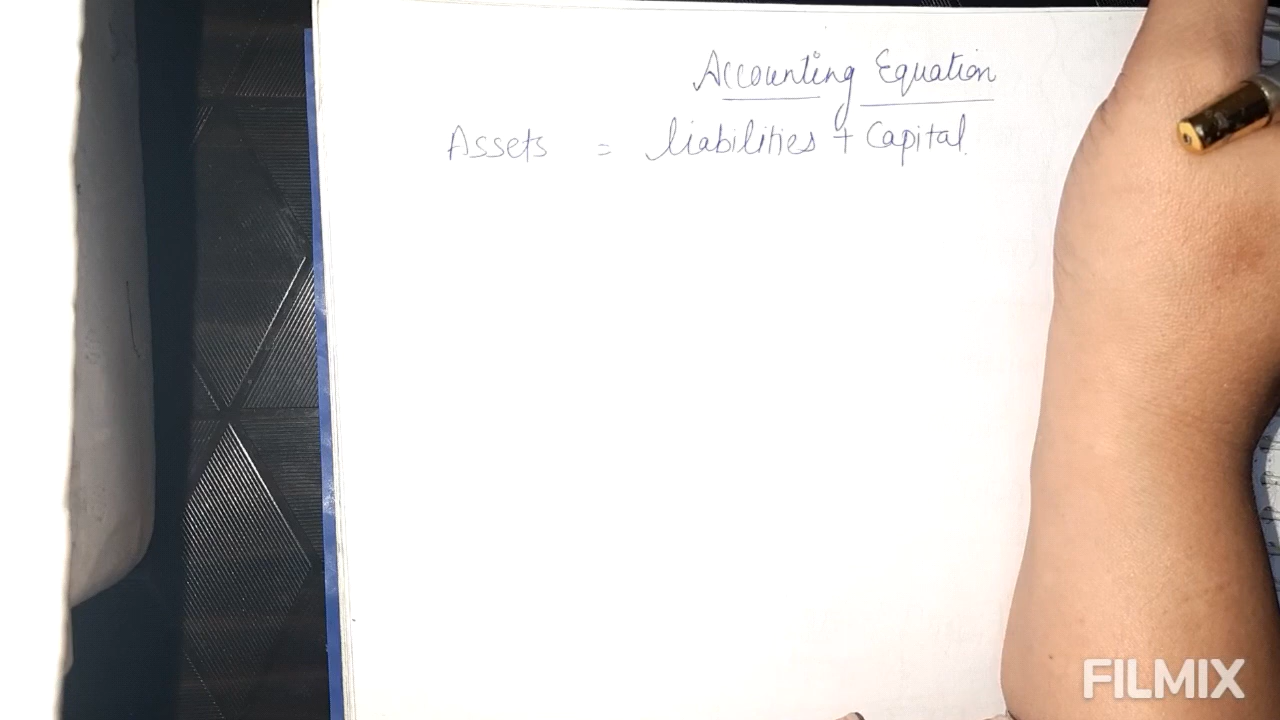 Accounting Equation
Assets = liabilities + Capital.
FILMIX